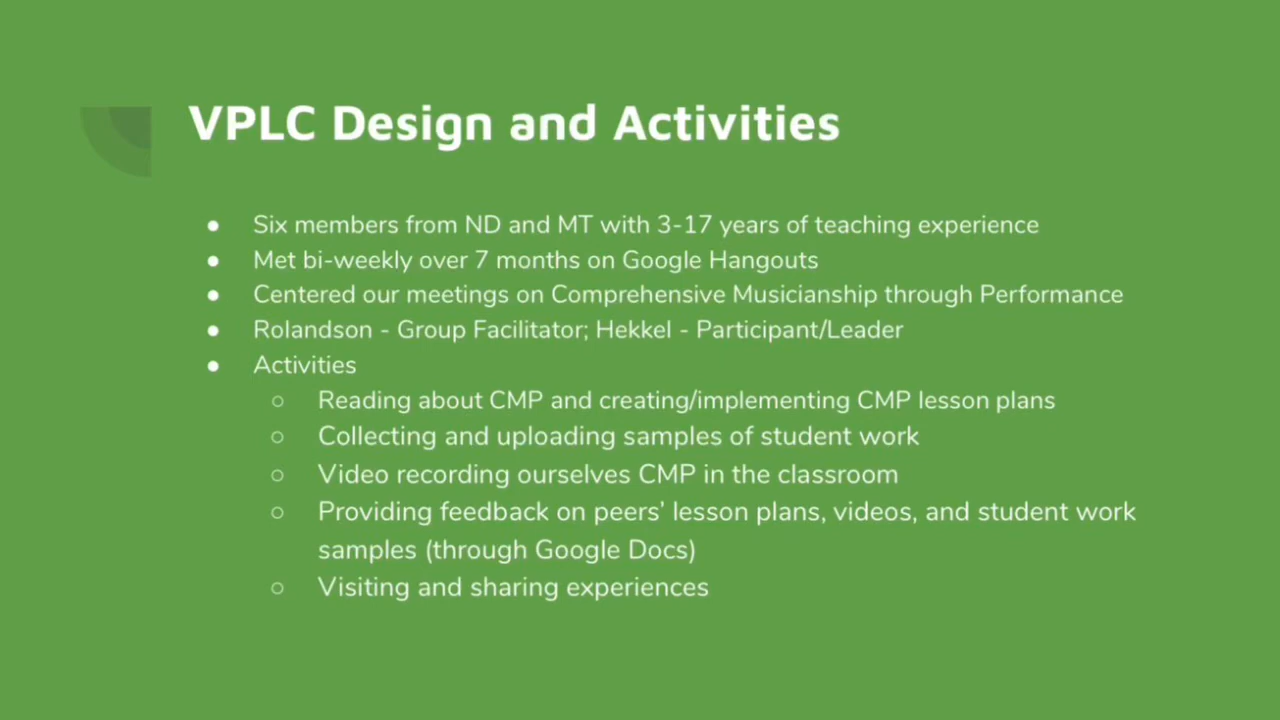 VPLC Design and Activities
● Six members from ND and MT with 3-17 years of teaching experience
● Met bi-weekly over 7 months on Google Hangouts
● Centered our meetings on Comprehensive Musicianship through Performance
● Rolandson - Group Facilitator; Hekkel - Participant/Leader
● Activities
○ Reading about CMP and creating/implementing CMP lesson plans
○ Collecting and uploading samples of student work
○ Video recording ourselves CMP in the classroom
○ Providing feedback on peers’ lesson plans, videos, and student work
samples (through Google Docs)
○ Visiting and sharing experiences